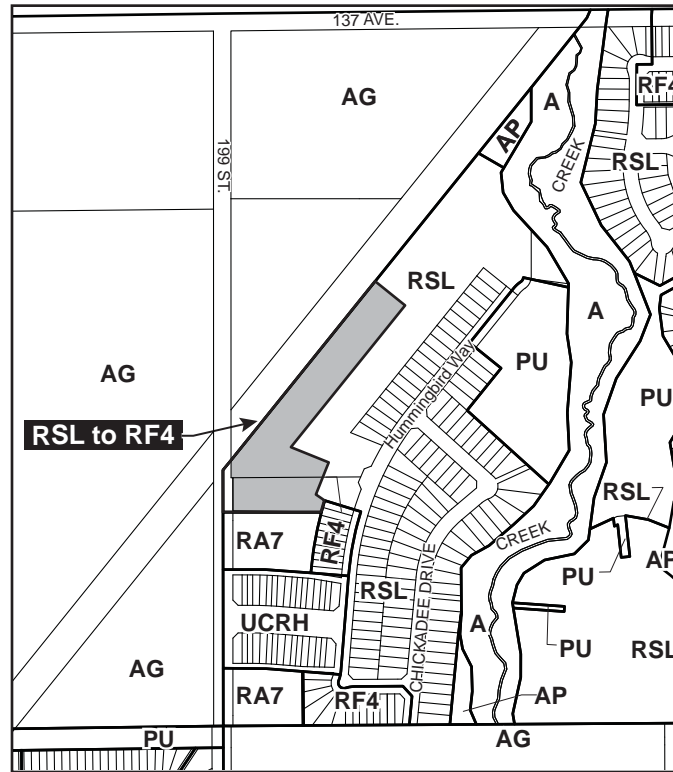 137 AVE.
AG
A
RF4
AP
199 ST.
CREEK
RSL
RSL
A
AG
PU
PU
Hummingbird Way
RSL to RF4
RSL
RA7
RF4
CREEK
AP
PU
RSL
CHICKADEE DRIVE
UCRH
A
PU
RSL
AG
RA7
RF4
AP
PU
AG